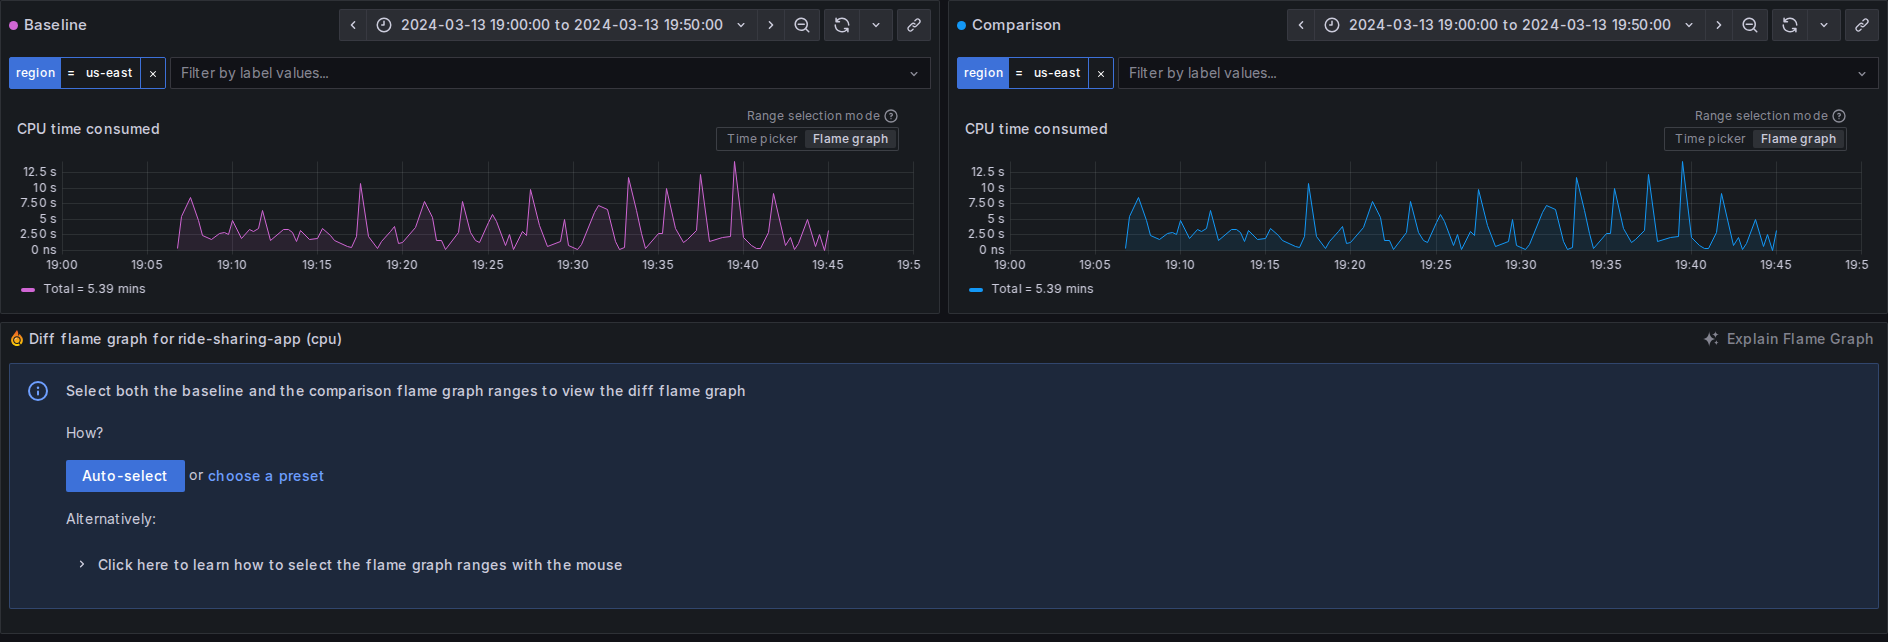 Baseline
2024-03-13 19:00:00 to 2024-03-13 19:50:00
region = us-east ×
Filter by label values...
CPU time consumed
Range selection mode
Time picker Flame graph
12.5 s
10 s
7.50 s
5 s
2.50 s
0 ns
19:00 19:05 19:10 19:15 19:20 19:25 19:30 19:35 19:40 19:45 19:5
Total = 5.39 mins
Comparison
2024-03-13 19:00:00 to 2024-03-13 19:50:00
region = us-east ×
Filter by label values...
CPU time consumed
Range selection mode
Time picker Flame graph
12.5 s
10 s
7.50 s
5 s
2.50 s
0 ns
19:00 19:05 19:10 19:15 19:20 19:25 19:30 19:35 19:40 19:45 19:5
Total = 5.39 mins
Diff flame graph for ride-sharing-app (cpu)
Explain Flame Graph
Select both the baseline and the comparison flame graph ranges to view the diff flame graph
How?
Auto-select or choose a preset
Alternatively:
Click here to learn how to select the flame graph ranges with the mouse